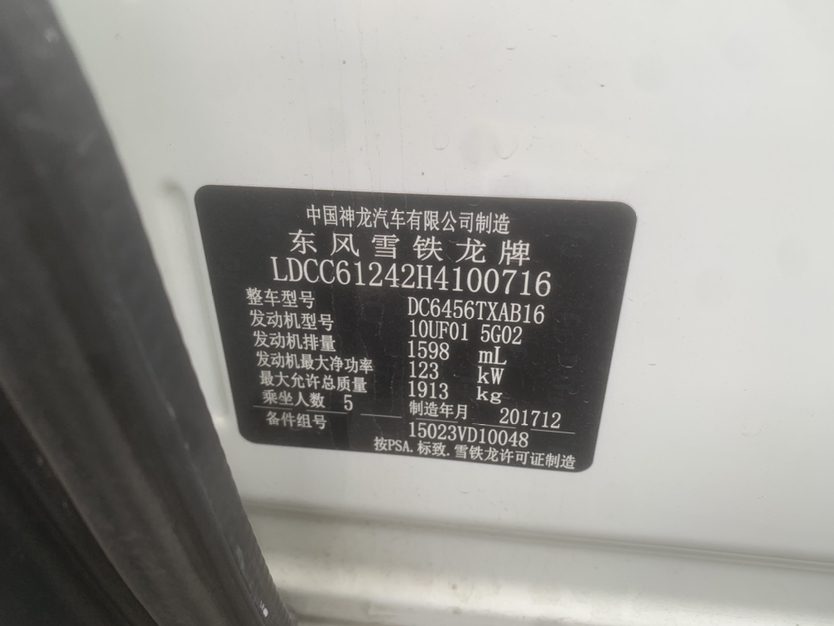 中国神龙汽车有限公司制造
东风雪铁龙牌
LDCC61242H4100716
整车型号 DC6456TXAB16
发动机型号 10UF01 5G02
发动机排量 1598 mL
发动机最大净功率 123 kW
最大允许总质量 1913 kg
乘坐人数 5 制造年月 201712
备件组号 15023VD10048
按PSA.标致.雪铁龙许可证制造